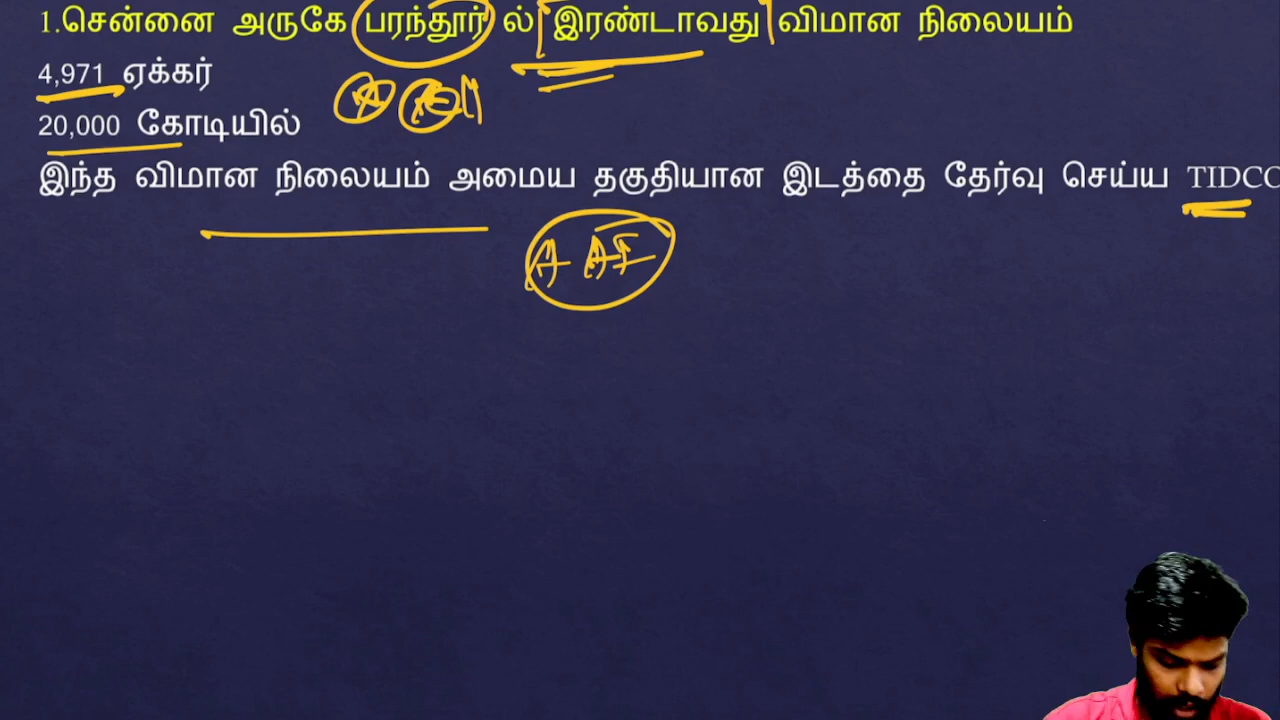 1.சென்னை அருகே பரந்தூர் ல் இரண்டாவது விமான நிலையம்
4,971 ஏக்கர்
20,000 கோடியில்
இந்த விமான நிலையம் அமைய தகுதியான இடத்தை தேர்வு செய்ய TIDCO